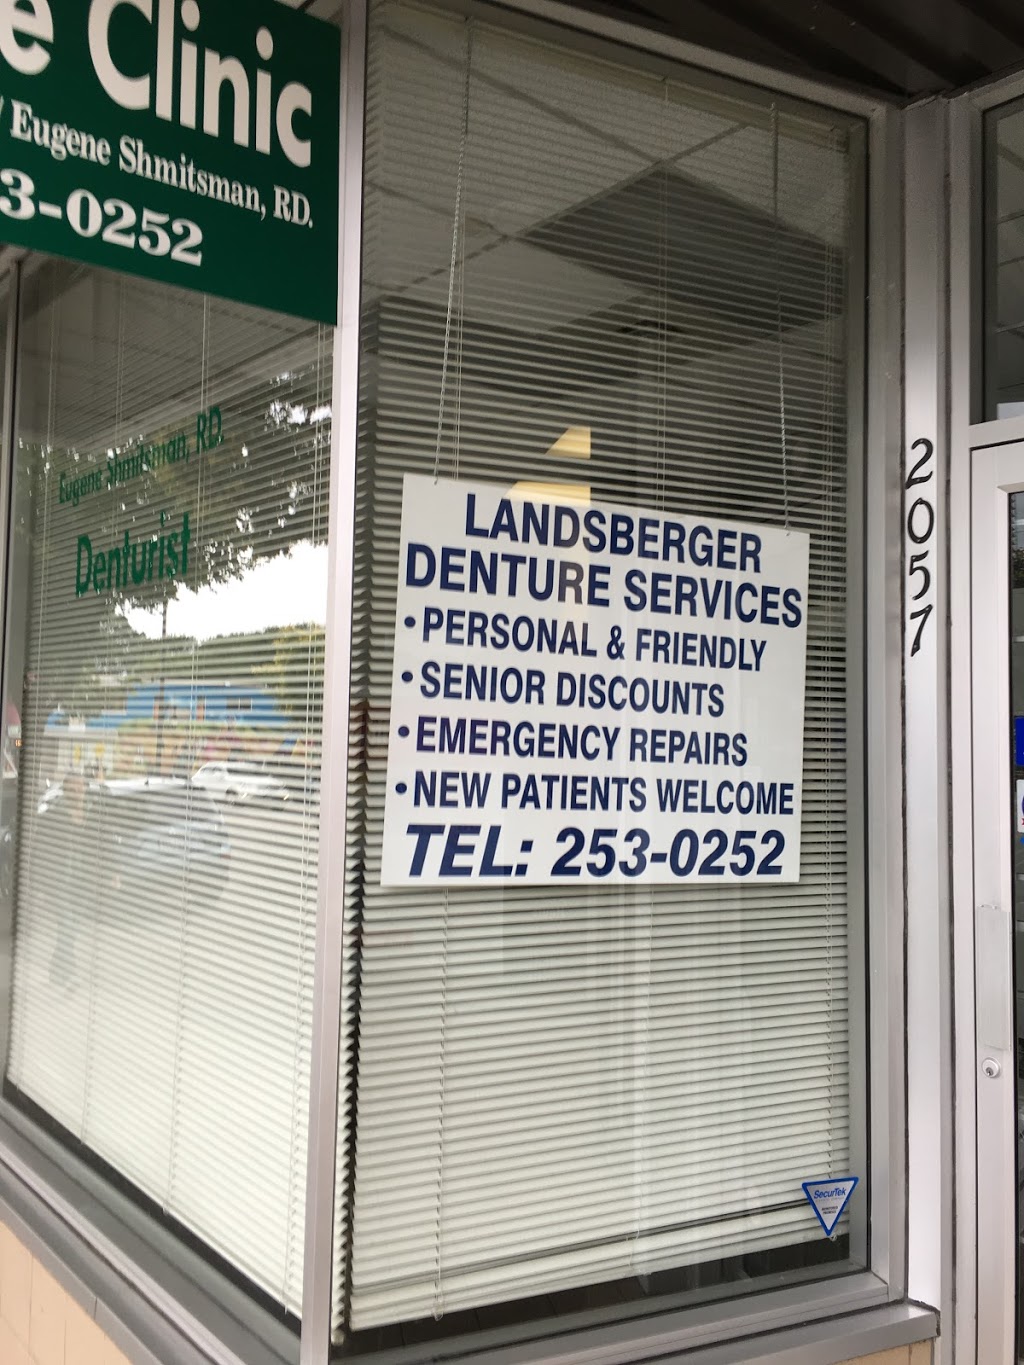 e Clinic
Eugene Shmitsman, RD.
3-0252
Eugene Shmitsman, RD.
Denturist
LANDSBERGER
DENTURE SERVICES
• PERSONAL & FRIENDLY
• SENIOR DISCOUNTS
• EMERGENCY REPAIRS
• NEW PATIENTS WELCOME
TEL: 253-0252
2057
SecurTek